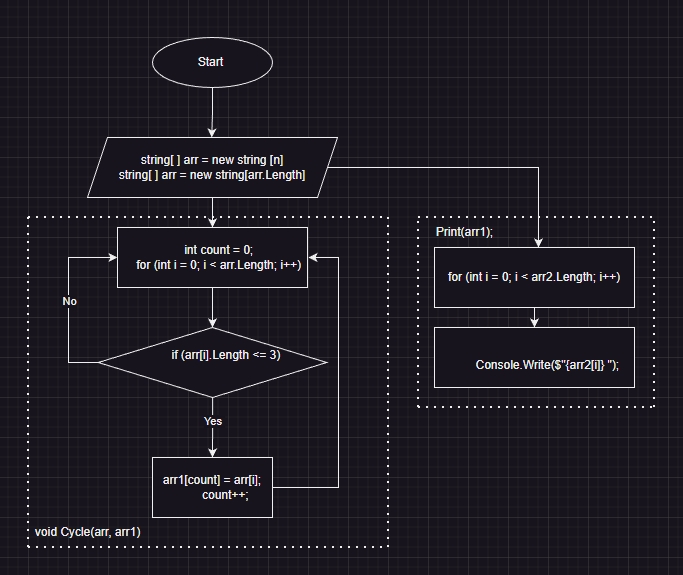 Start
string[ ] arr = new string [n]
string[ ] arr = new string[arr.Length]
Print(arr1);
int count = 0;
for (int i = 0; i < arr.Length; i++)
for (int i = 0; i < arr2.Length; i++)
No
if (arr[i].Length <= 3)
Console.Write($"{arr2[i]} ");
Yes
arr1[count] = arr[i];
count++;
void Cycle(arr, arr1)